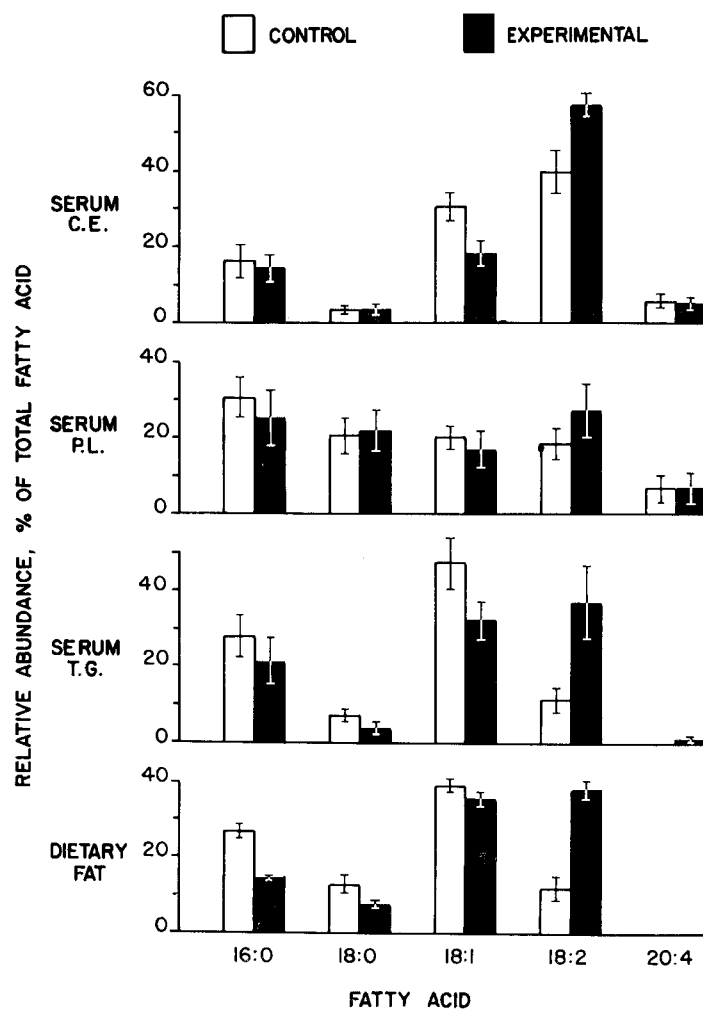 CONTROL
EXPERIMENTAL
RELATIVE ABUNDANCE, % OF TOTAL FATTY ACID
SERUM
C.E.
60
40
20
0
SERUM
P.L.
40
20
0
SERUM
T.G.
40
20
0
DIETARY
FAT
40
20
0
16:0
18:0
18:1
18:2
20:4
FATTY ACID